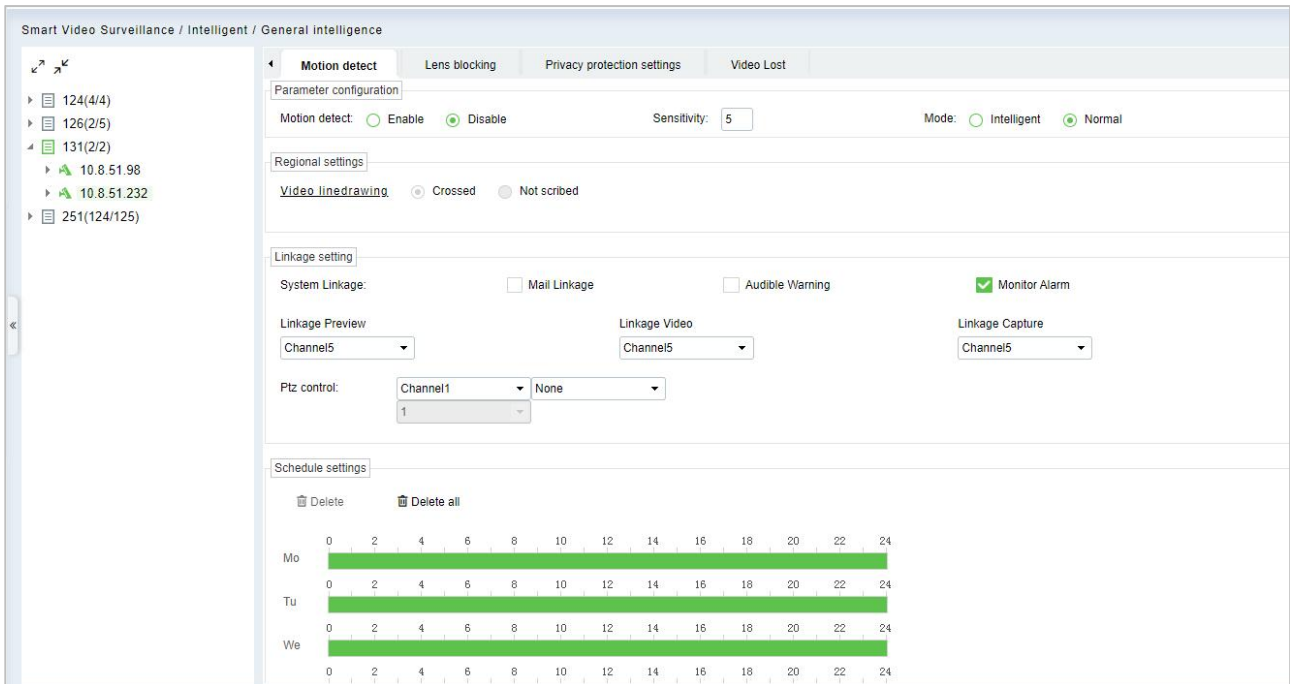 Smart Video Surveillance / Intelligent / General intelligence
124(4/4)
126(2/5)
131(2/2)
10.8.51.98
10.8.51.232
251(124/125)
Motion detect Lens blocking Privacy protection settings Video Lost
Parameter configuration
Motion detect: Enable Disable Sensitivity: 5 Mode: Intelligent Normal
Regional settings
Video linedrawing Crossed Not scribed
Linkage setting
System Linkage: Mail Linkage Audible Warning Monitor Alarm
Linkage Preview Linkage Video Linkage Capture
Channel5 Channel5 Channel5
Ptz control: Channel1 None
1
Schedule settings
Delete Delete all
0 2 4 6 8 10 12 14 16 18 20 22 24
Mo
0 2 4 6 8 10 12 14 16 18 20 22 24
Tu
0 2 4 6 8 10 12 14 16 18 20 22 24
We
0 2 4 6 8 10 12 14 16 18 20 22 24